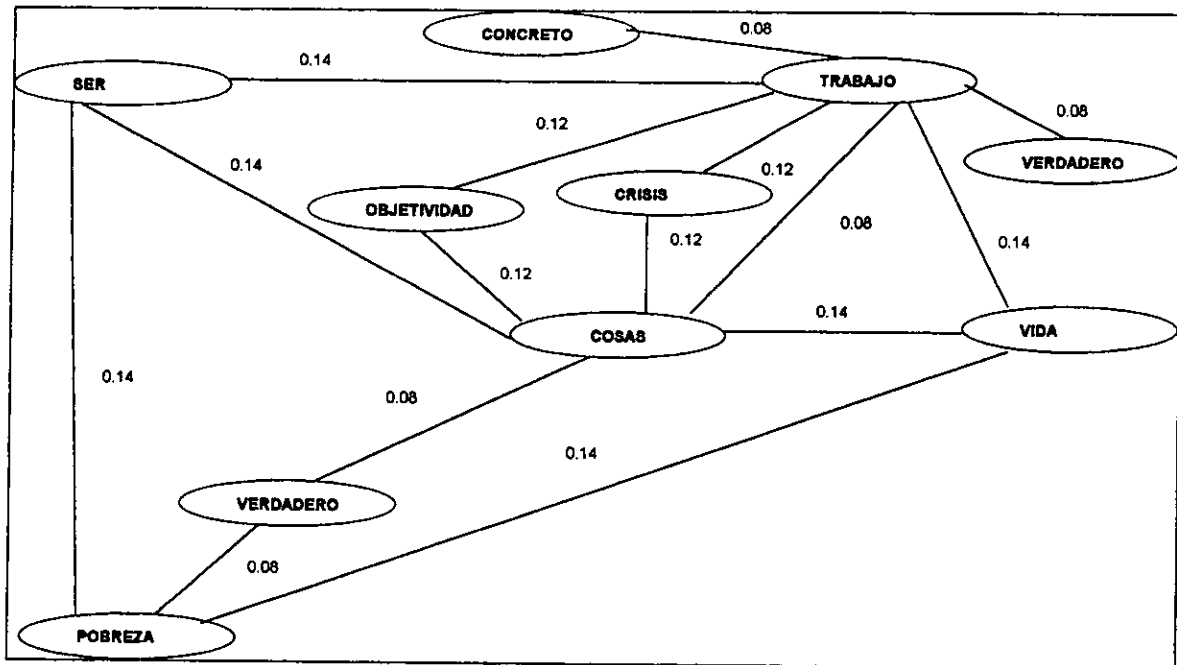 CONCRETO
0.08
0.14
SER
TRABAJO
0.12
0.08
VERDADERO
0.14
0.12
CRISIS
OBJETIVIDAD
0.08
0.12
0.14
0.12
0.14
COSAS
VIDA
0.14
0.08
0.14
VERDADERO
0.08
POBREZA